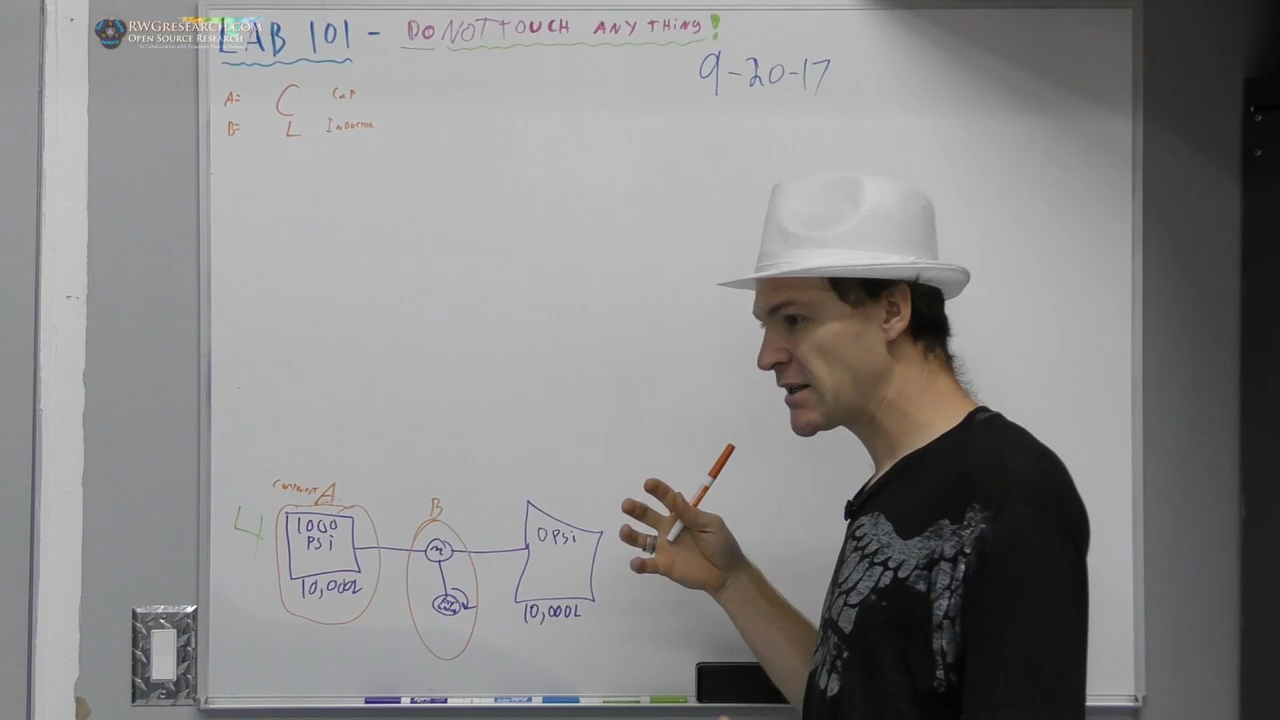 RWGRESEARCH.COM
OPEN SOURCE RESEARCH
LAB 101 - DO NOT TOUCH ANYTHING!
9-20-17
A= C CAP
B= L
A
B
4
1000
PSi
10,000L
m
0 PSi
10,000L